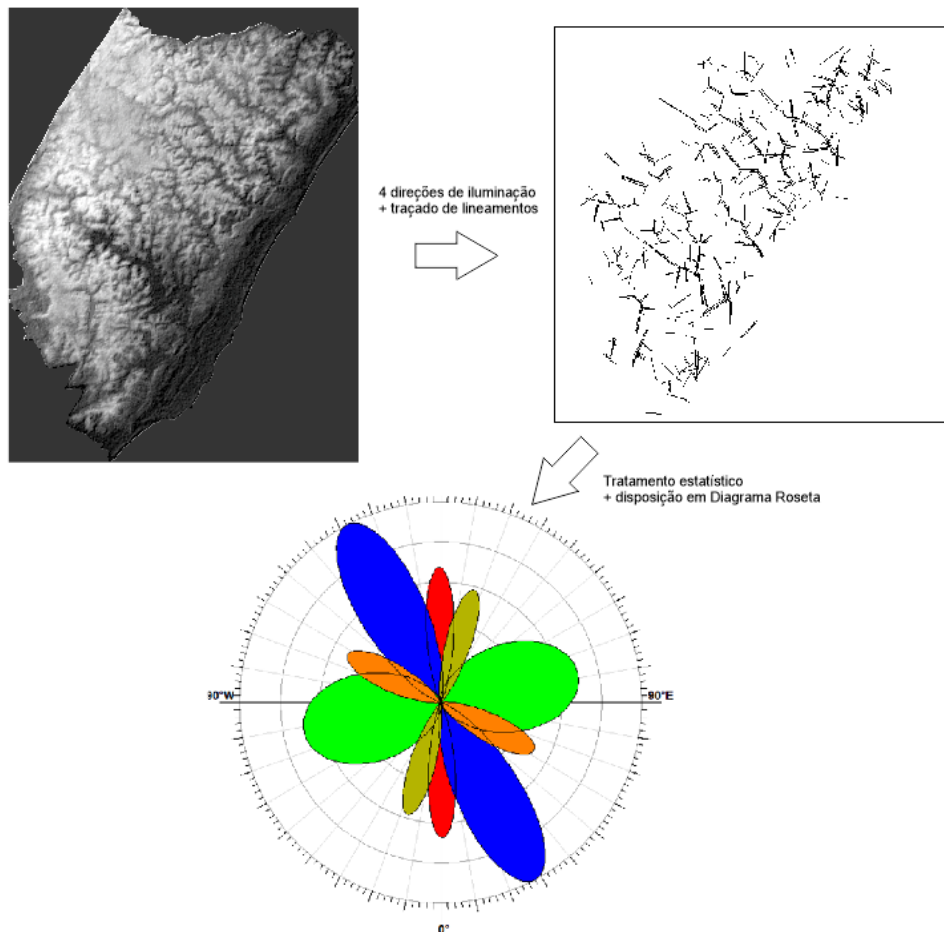 4 direções de iluminação
+ traçado de lineamentos
Tratamento estatístico
+ disposição em Diagrama Roseta
90°W
90°E
0°